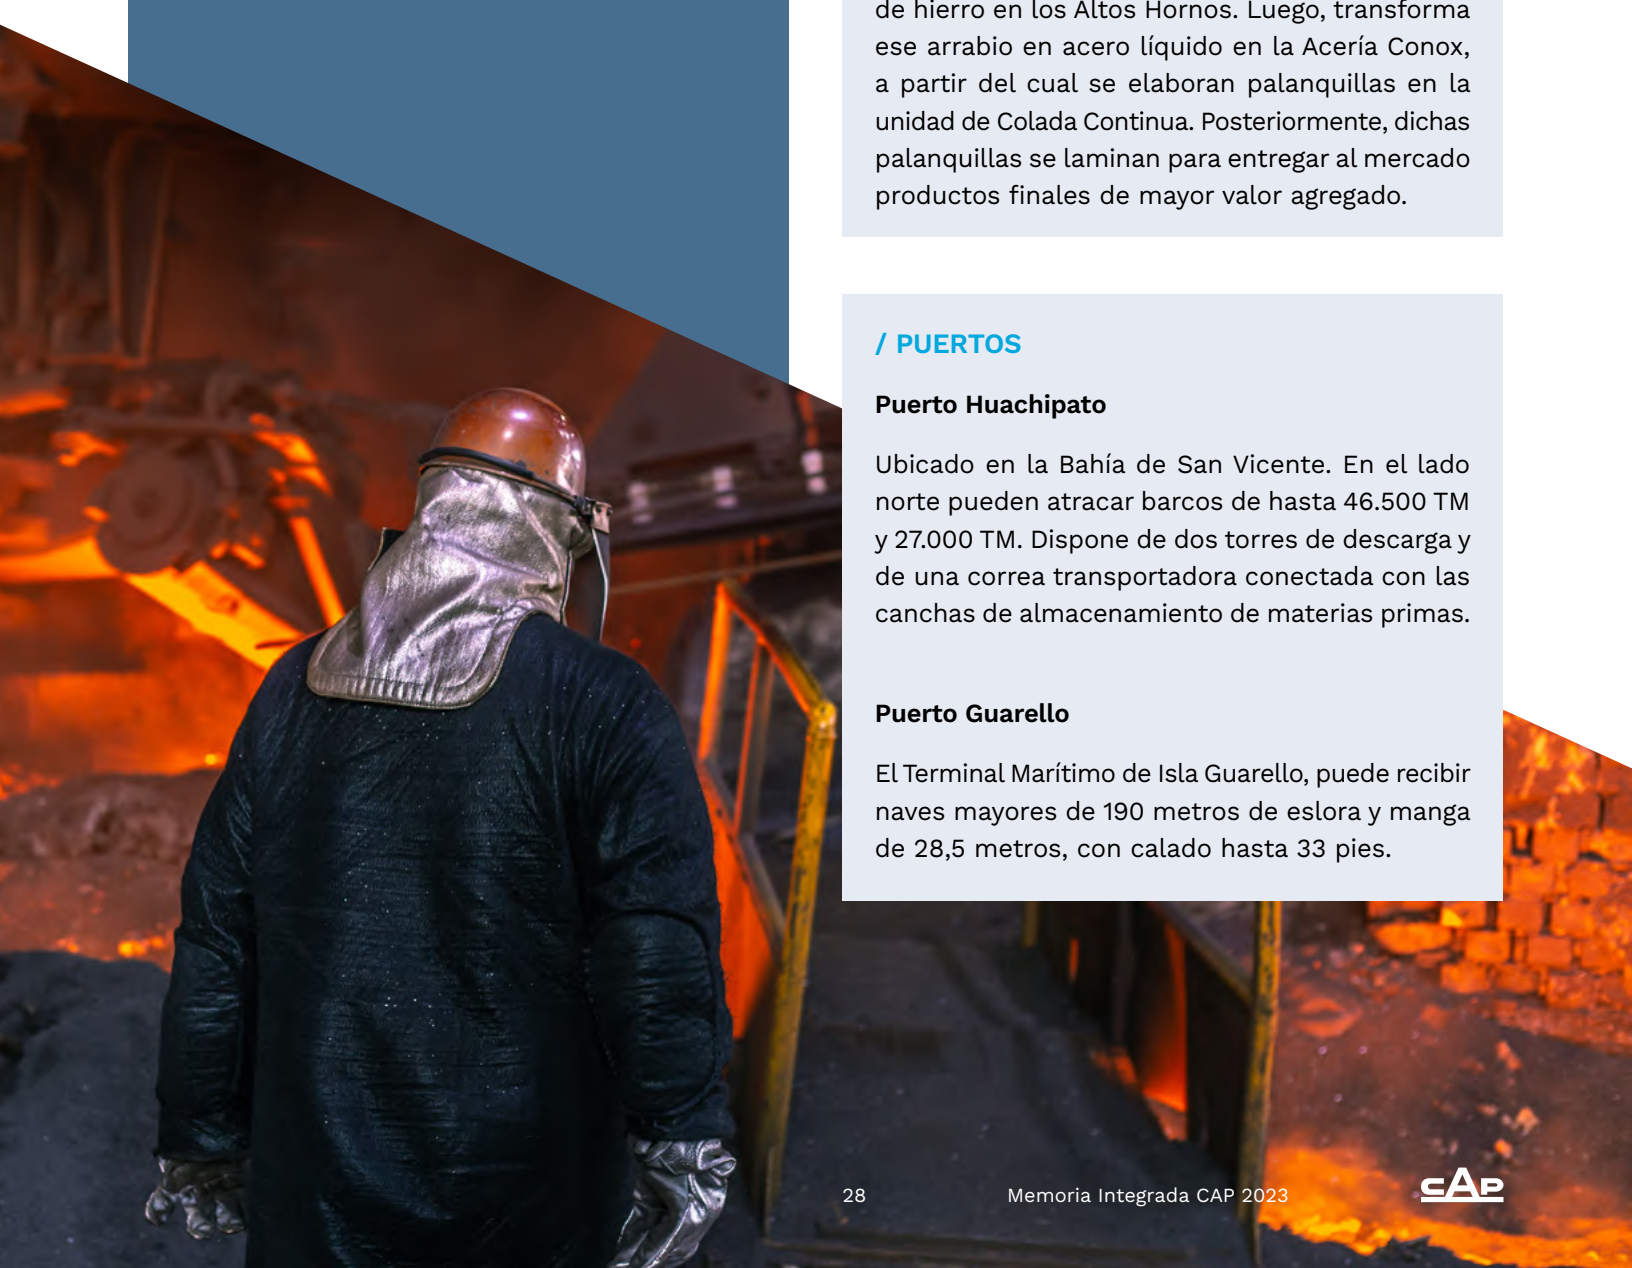 de hierro en los Altos Hornos. Luego, transforma
ese arrabio en acero líquido en la Acería Conox,
a partir del cual se elaboran palanquillas en la
unidad de Colada Continua. Posteriormente, dichas
palanquillas se laminan para entregar al mercado
productos finales de mayor valor agregado.
/ PUERTOS
Puerto Huachipato
Ubicado en la Bahía de San Vicente. En el lado
norte pueden atracar barcos de hasta 46.500 TM
y 27.000 TM. Dispone de dos torres de descarga y
de una correa transportadora conectada con las
canchas de almacenamiento de materias primas.
Puerto Guarello
El Terminal Marítimo de Isla Guarello, puede recibir
naves mayores de 190 metros de eslora y manga
de 28,5 metros, con calado hasta 33 pies.
28
Memoria Integrada CAP 2023
CAP